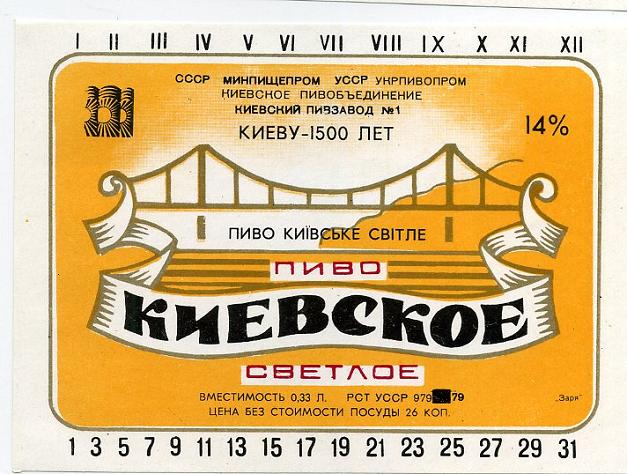 I II III IV V VI VII VIII IX X XI XII
СССР МИНПИЩЕПРОМ УССР УКРПИВОПРОМ
КИЕВСКОЕ ПИВОБЪЕДИНЕНИЕ
КИЕВСКИЙ ПИВЗАВОД №1
КИЕВУ-1500 ЛЕТ
14%
ПИВО КИЇВСЬКЕ СВІТЛЕ
ПИВО
КИЕВСКОЕ
СВЕТЛОЕ
ВМЕСТИМОСТЬ 0,33 Л. РСТ УССР 979 79
ЦЕНА БЕЗ СТОИМОСТИ ПОСУДЫ 26 КОП.
„Заря"
1 3 5 7 9 11 13 15 17 19 21 23 25 27 29 31